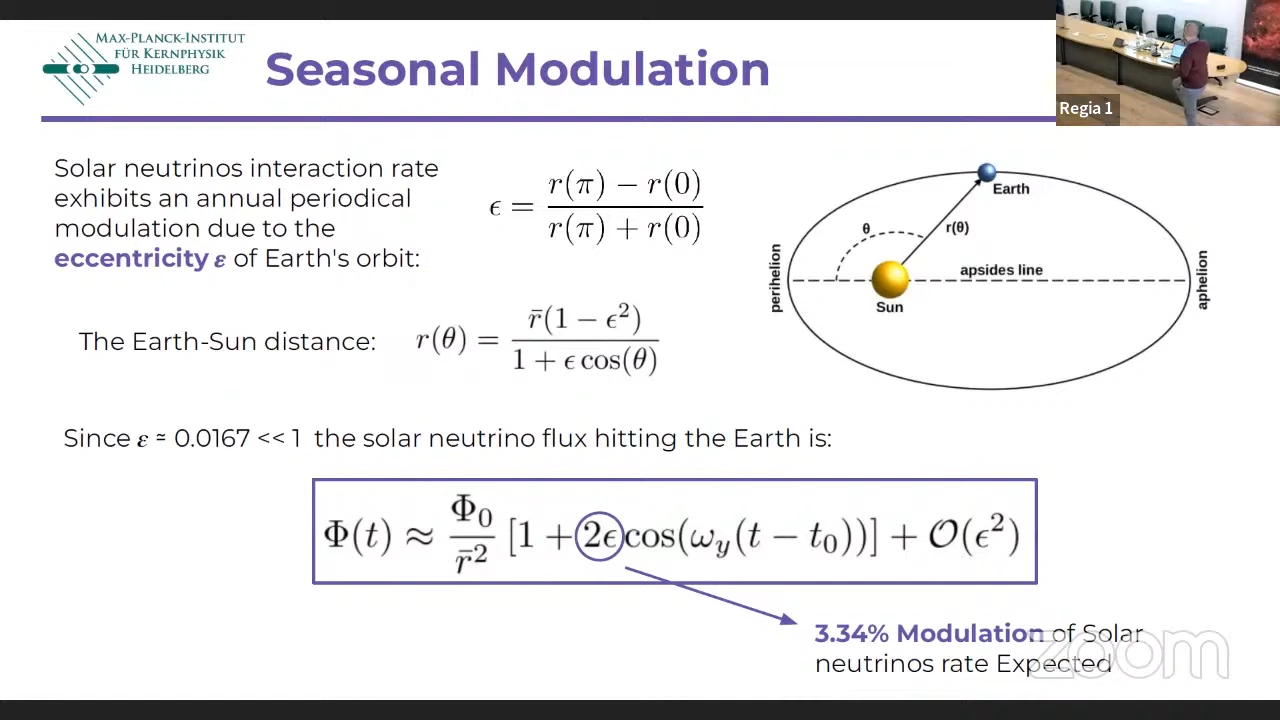 MAX-PLANCK-INSTITUT
FÜR KERNPHYSIK
HEIDELBERG
Seasonal Modulation
Regia 1
Solar neutrinos interaction rate
exhibits an annual periodical
modulation due to the
eccentricity ε of Earth's orbit:
ϵ = (r(π) − r(0)) / (r(π) + r(0))
Earth
θ
r(θ)
perihelion
apsides line
aphelion
Sun
The Earth-Sun distance:
r(θ) = r̄(1 − ϵ²) / (1 + ϵ cos(θ))
Since ε ≃ 0.0167 << 1 the solar neutrino flux hitting the Earth is:
Φ(t) ≈ Φ₀/r̄² [1 + 2ϵ cos(ω_y(t − t₀))] + 𝒪(ϵ²)
3.34% Modulation of Solar
neutrinos rate Expected
zoom